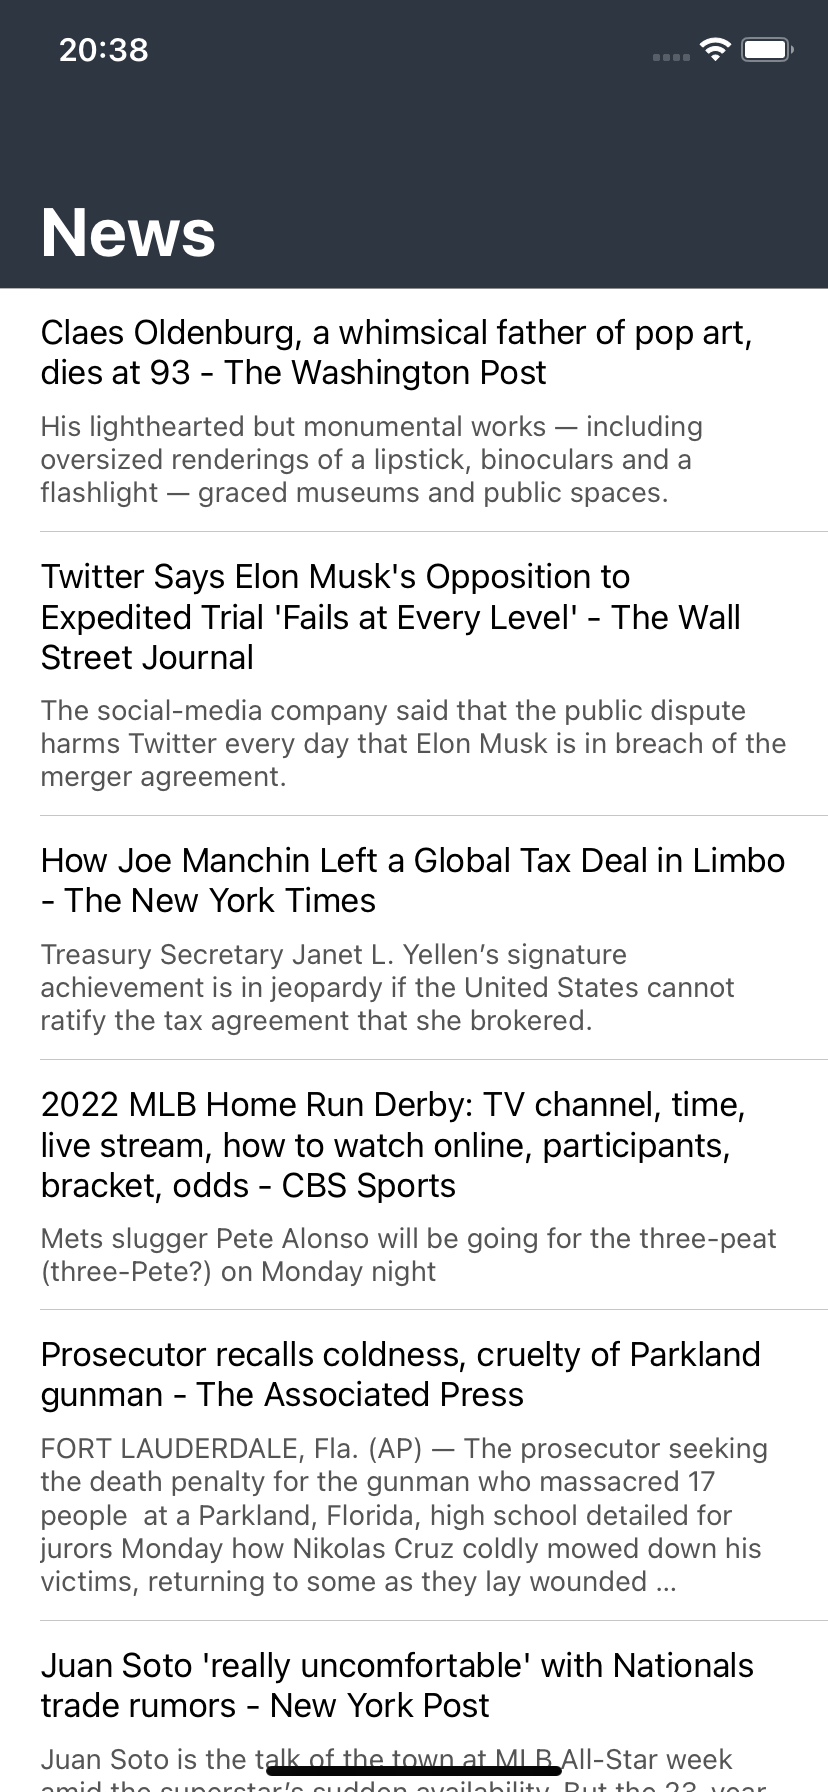 20:38
News
Claes Oldenburg, a whimsical father of pop art,
dies at 93 - The Washington Post
His lighthearted but monumental works — including
oversized renderings of a lipstick, binoculars and a
flashlight — graced museums and public spaces.
Twitter Says Elon Musk's Opposition to
Expedited Trial 'Fails at Every Level' - The Wall
Street Journal
The social-media company said that the public dispute
harms Twitter every day that Elon Musk is in breach of the
merger agreement.
How Joe Manchin Left a Global Tax Deal in Limbo
- The New York Times
Treasury Secretary Janet L. Yellen’s signature
achievement is in jeopardy if the United States cannot
ratify the tax agreement that she brokered.
2022 MLB Home Run Derby: TV channel, time,
live stream, how to watch online, participants,
bracket, odds - CBS Sports
Mets slugger Pete Alonso will be going for the three-peat
(three-Pete?) on Monday night
Prosecutor recalls coldness, cruelty of Parkland
gunman - The Associated Press
FORT LAUDERDALE, Fla. (AP) — The prosecutor seeking
the death penalty for the gunman who massacred 17
people  at a Parkland, Florida, high school detailed for
jurors Monday how Nikolas Cruz coldly mowed down his
victims, returning to some as they lay wounded ...
Juan Soto 'really uncomfortable' with Nationals
trade rumors - New York Post
Juan Soto is the talk of the town at MLB All-Star week
amid the superstar’s sudden availability. But the 23-year